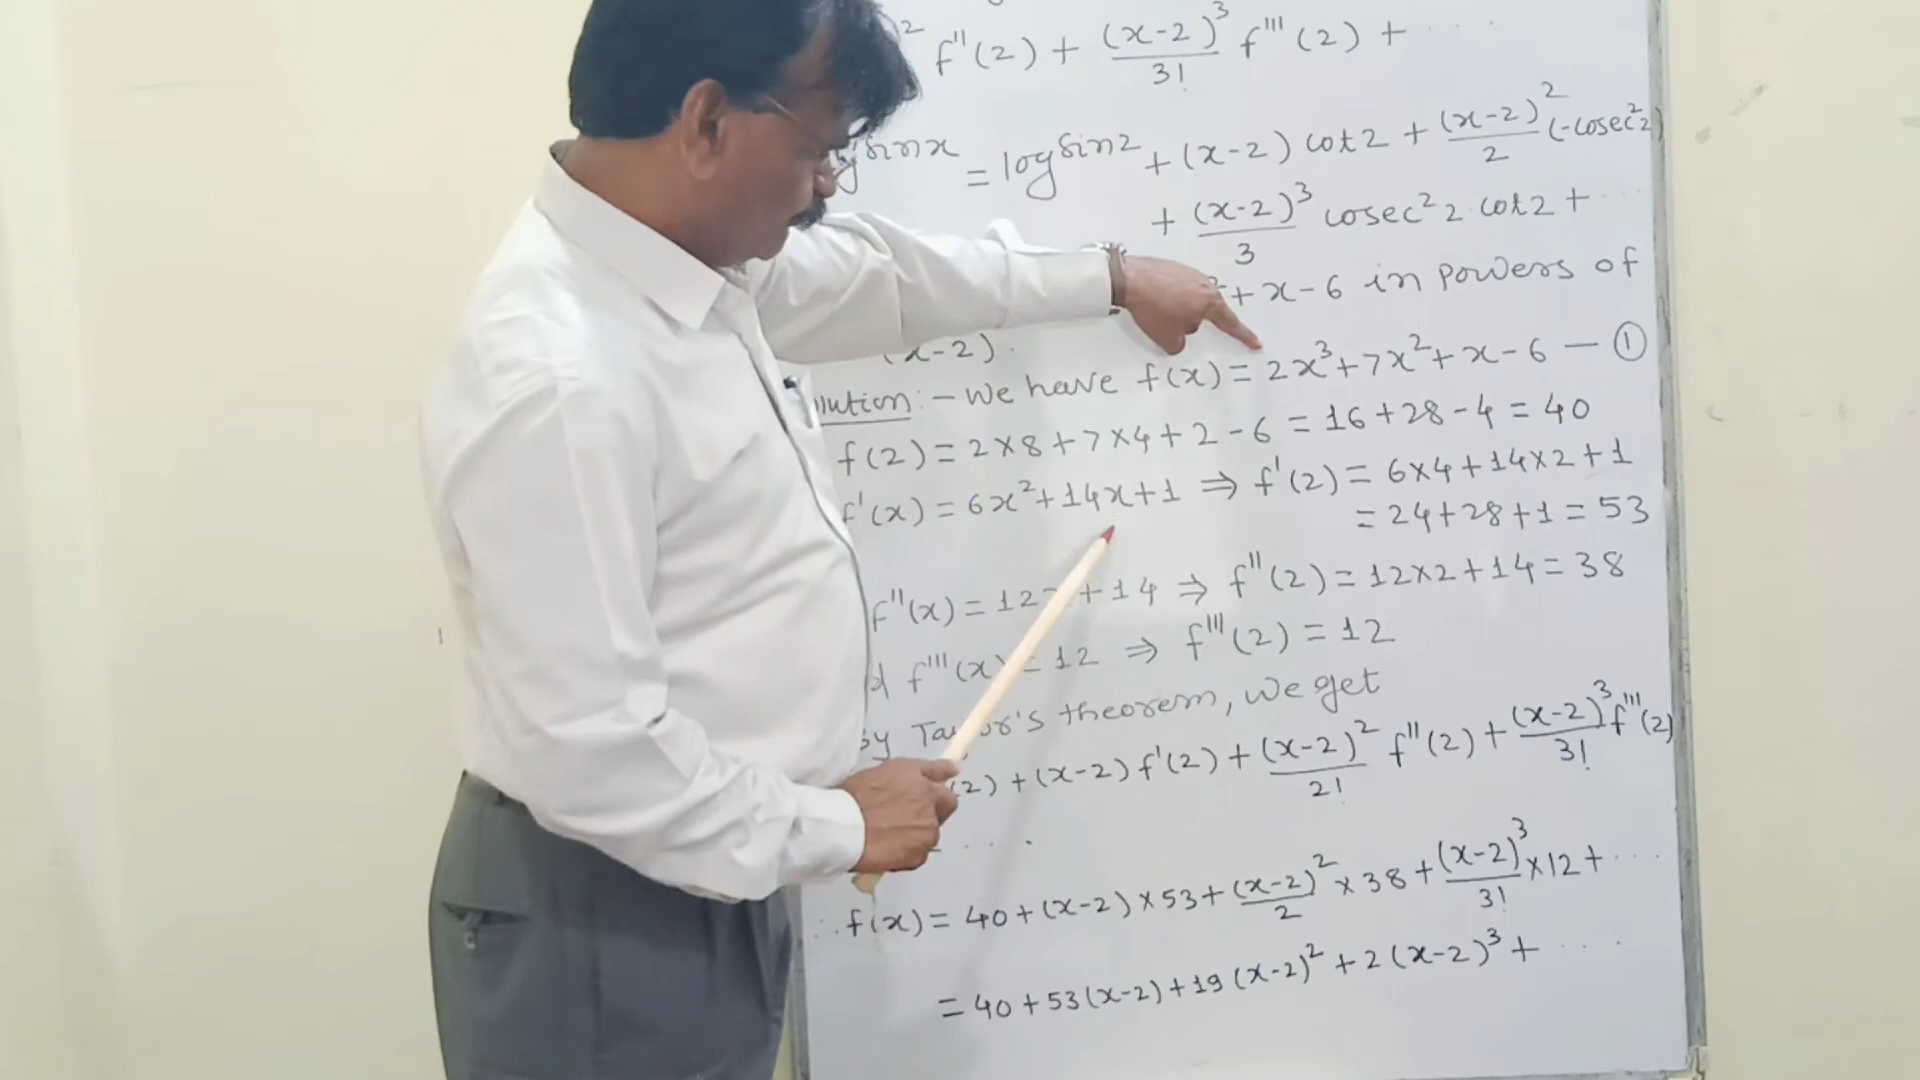 ² f''(2) + (x-2)³/3! f'''(2) + ....
sinx = log sin2 + (x-2) cot2 + (x-2)²/2 (-cosec²2)
+ (x-2)³/3 cosec²2 cot2 + ...
+ x - 6 in powers of
(x-2).
lution :- We have f(x) = 2x³ + 7x² + x - 6 — ①
f(2) = 2×8 + 7×4 + 2 - 6 = 16 + 28 - 4 = 40
f'(x) = 6x² + 14x + 1 ⇒ f'(2) = 6×4 + 14×2 + 1
= 24 + 28 + 1 = 53
f''(x) = 12 + 14 ⇒ f''(2) = 12×2 + 14 = 38
f'''(x) = 12 ⇒ f'''(2) = 12
theorem, we get
(2) + (x-2) f'(2) + (x-2)²/2! f''(2) + (x-2)³/3! f'''(2)
....
∴ f(x) = 40 + (x-2) × 53 + (x-2)²/2 × 38 + (x-2)³/3! × 12 + ....
= 40 + 53(x-2) + 19(x-2)² + 2(x-2)³ + ....